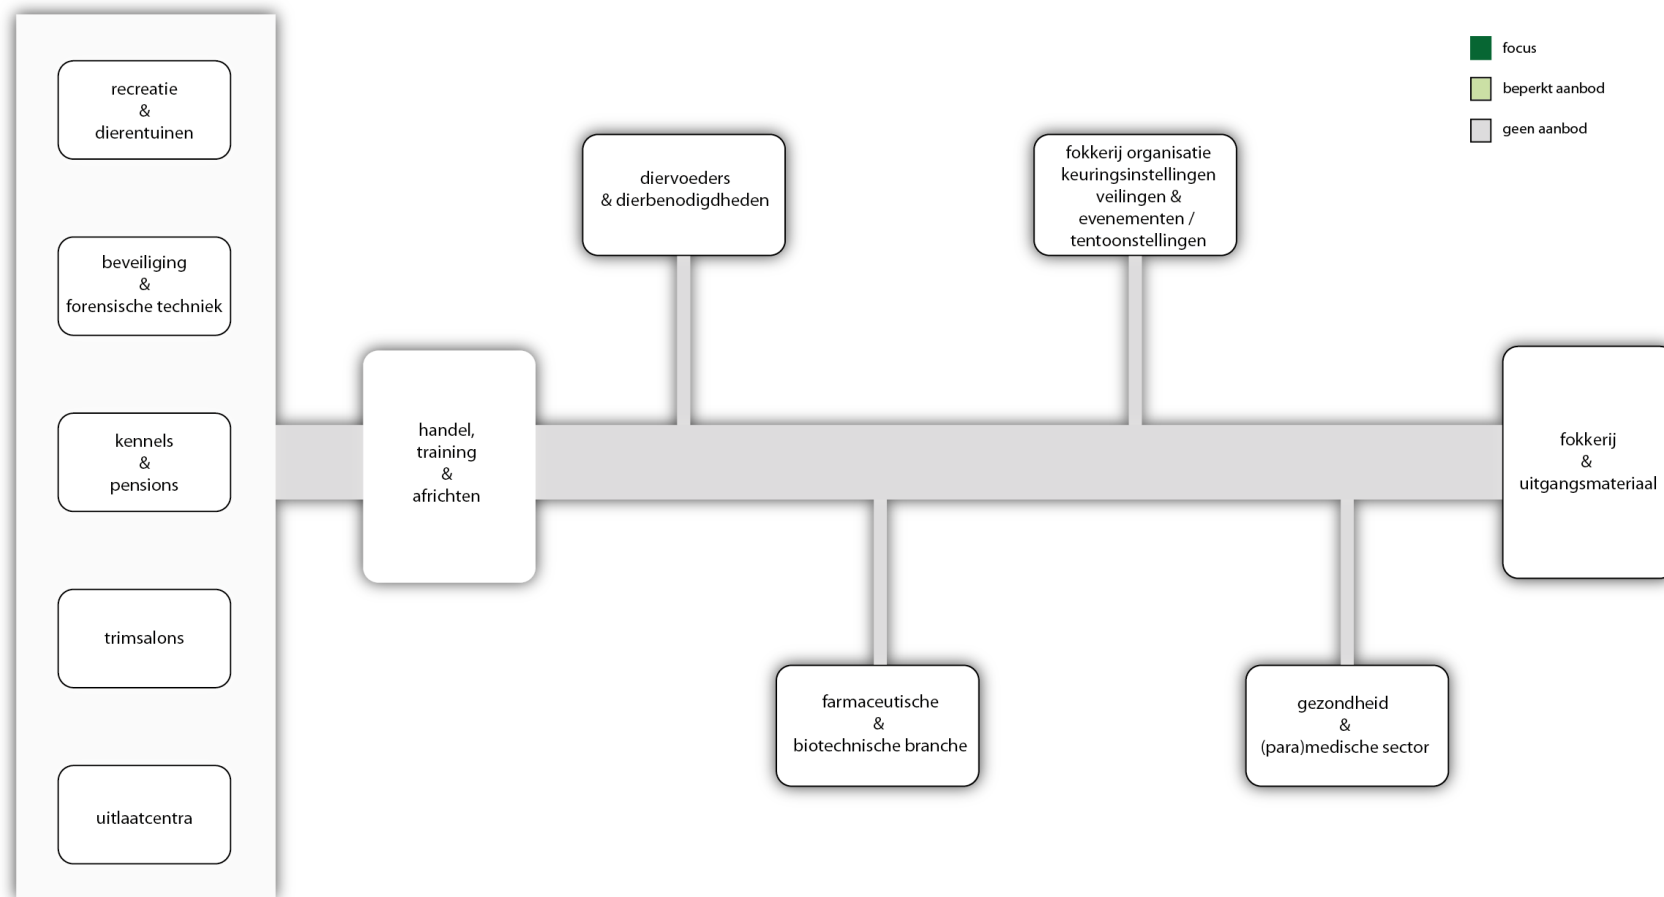 recreatie
&
dierentuinen
beveiliging
&
forensische techniek
kennels
&
pensions
trimsalons
uitlaatcentra
handel,
training
&
africhten
diervoeders
& dierbenodigdheden
fokkerij organisatie
keuringsinstellingen
veilingen &
evenementen /
tentoonstellingen
farmaceutische
&
biotechnische branche
gezondheid
&
(para)medische sector
fokkerij
&
uitgangsmateriaal
focus
beperkt aanbod
geen aanbod